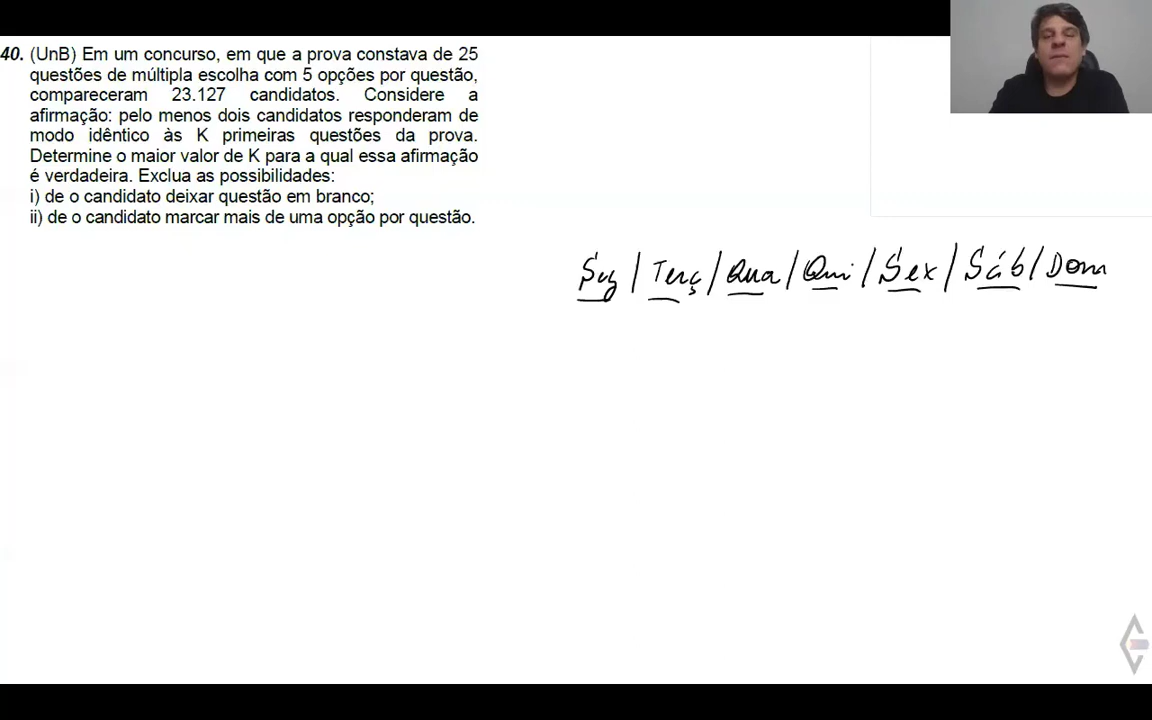 40. (UnB) Em um concurso, em que a prova constava de 25
questões de múltipla escolha com 5 opções por questão,
compareceram 23.127 candidatos. Considere a
afirmação: pelo menos dois candidatos responderam de
modo idêntico às K primeiras questões da prova.
Determine o maior valor de K para a qual essa afirmação
é verdadeira. Exclua as possibilidades:
i) de o candidato deixar questão em branco;
ii) de o candidato marcar mais de uma opção por questão.
Seg / Terç / Qua / Qui / Sex / Sáb / Dom